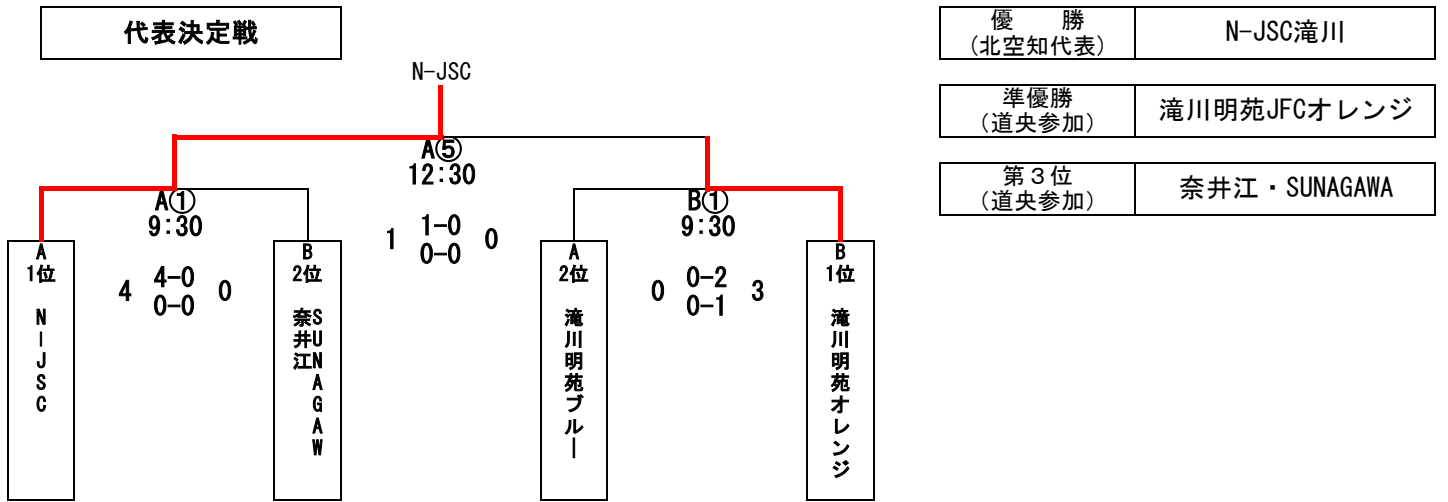 代表決定戦
N-JSC
A⑤
12:30
1 1-0 0
0-0
A①
9:30
4 4-0 0
0-0
B①
9:30
0 0-2 3
0-1
A
1位
N-JSC
B
2位
奈井江
SUNAGAW
A
2位
滝川明苑ブルー
B
1位
滝川明苑オレンジ
優　勝
(北空知代表)
N-JSC滝川
準優勝
(道央参加)
滝川明苑JFCオレンジ
第３位
(道央参加)
奈井江・SUNAGAWA